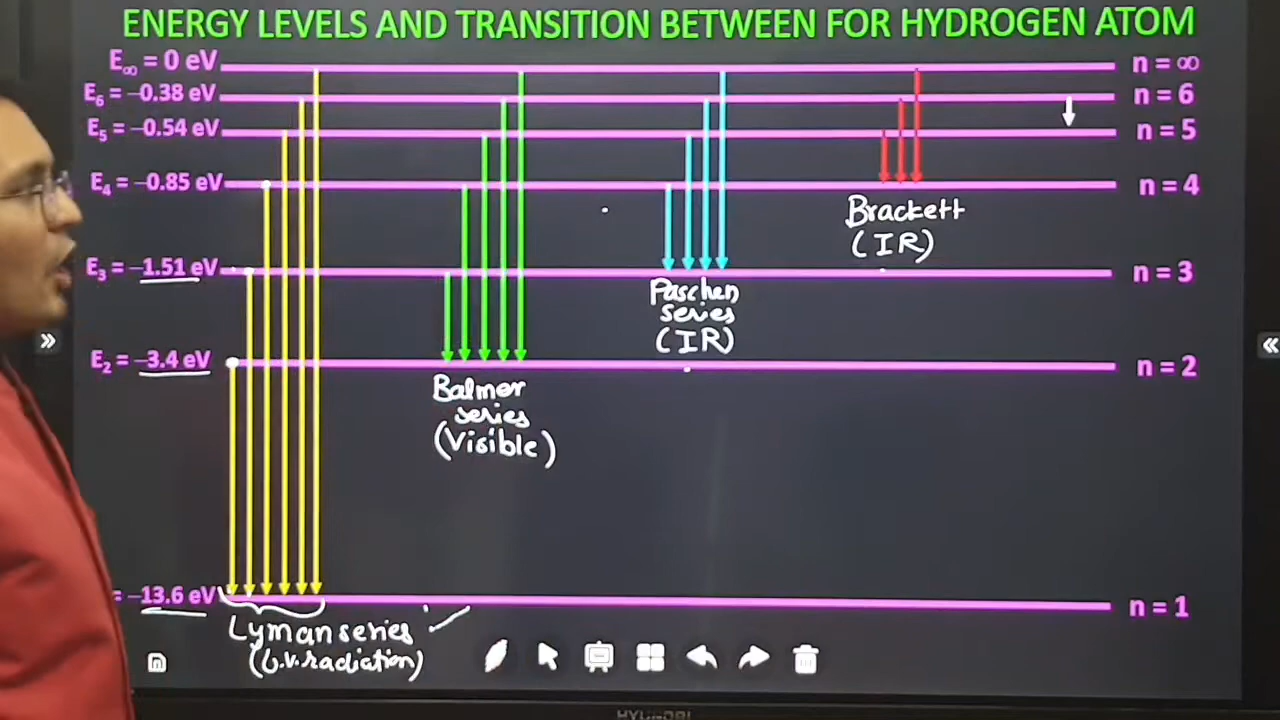 ENERGY LEVELS AND TRANSITION BETWEEN FOR HYDROGEN ATOM
E∞ = 0 eV n = ∞
E₆ = −0.38 eV n = 6
E₅ = −0.54 eV n = 5
E₄ = −0.85 eV n = 4
Brackett
(IR)
E₃ = −1.51 eV n = 3
Paschen
series
(IR)
E₂ = −3.4 eV n = 2
Balmer
series
(Visible)
= −13.6 eV n = 1
Lyman series
(U.V. radiation)
HYUNDAI